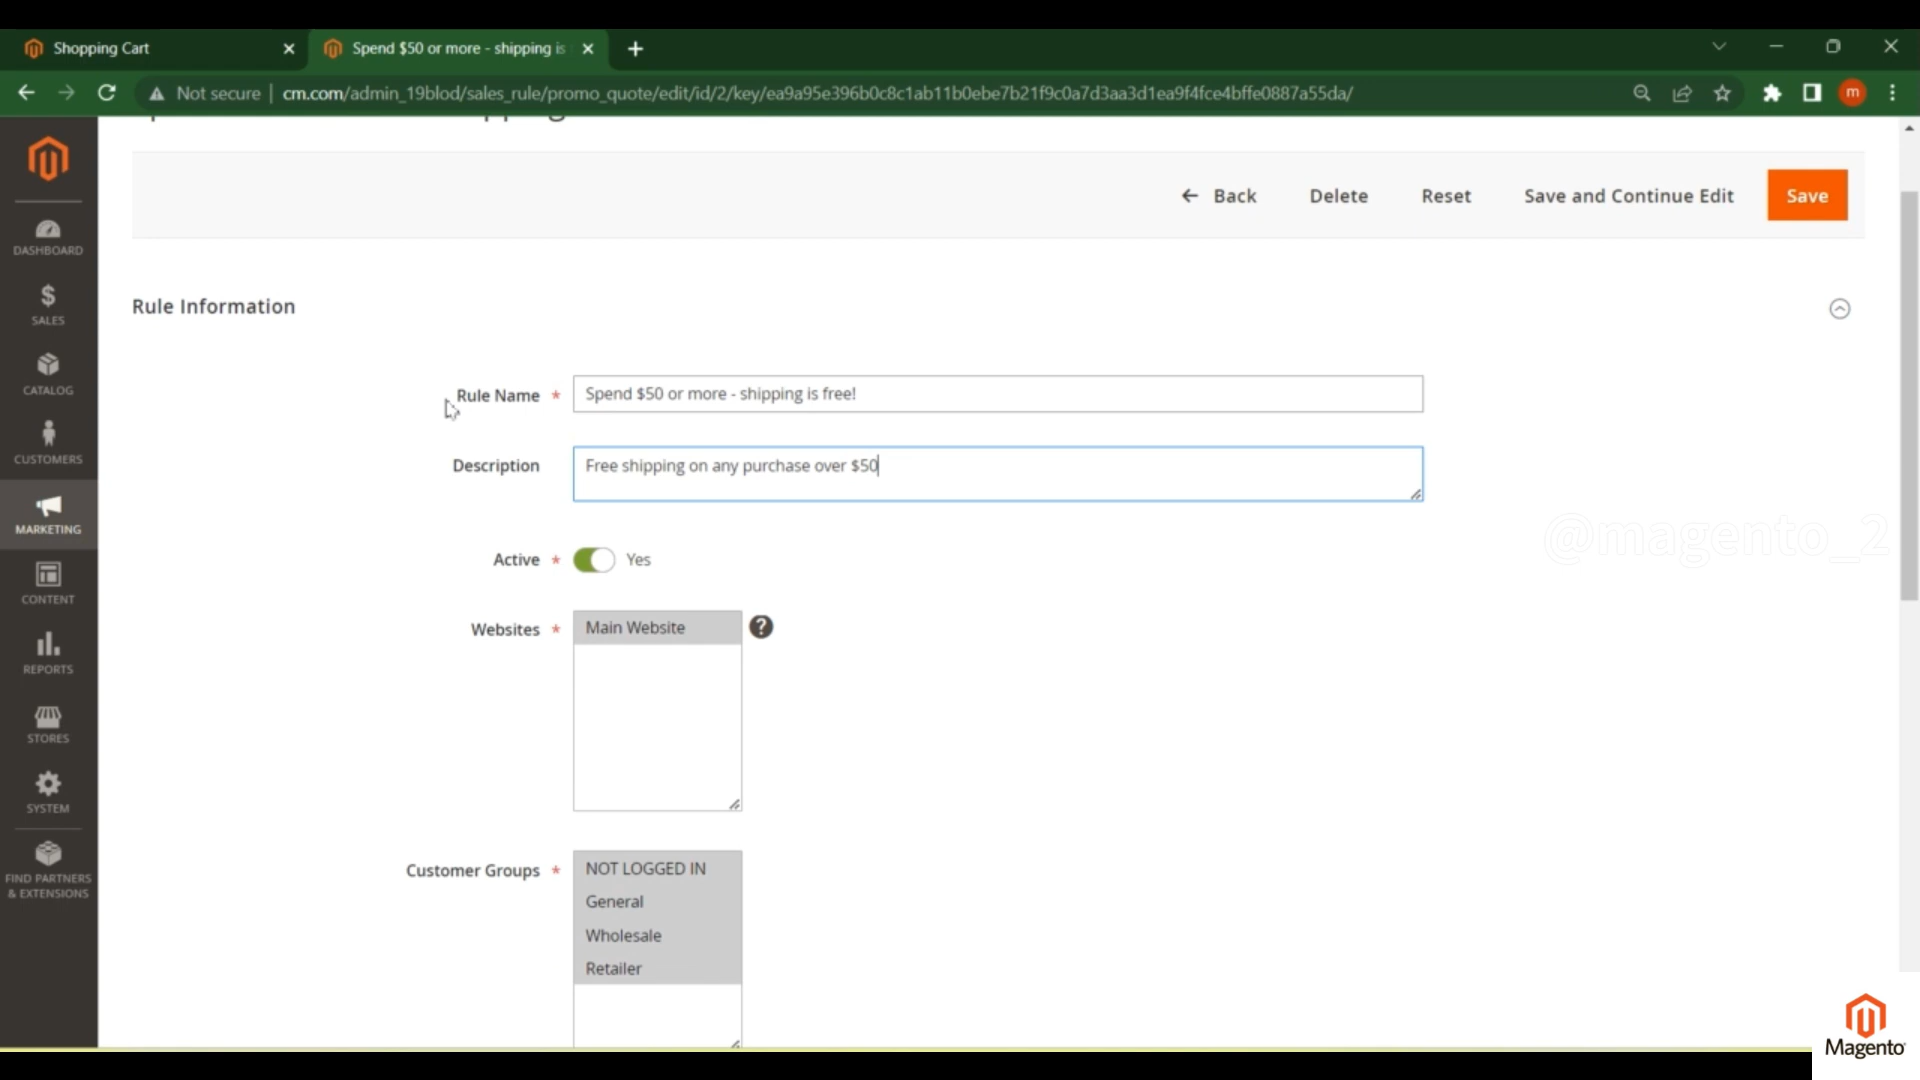 Shopping Cart
Spend $50 or more - shipping is
Not secure
cm.com/admin_19blod/sales_rule/promo_quote/edit/id/2/key/ea9a95e396b0c8c1ab11b0ebe7b21f9c0a7d3aa3d1ea9f4fce4bffe0887a55da/
m
Back
Delete
Reset
Save and Continue Edit
Save
DASHBOARD
SALES
CATALOG
CUSTOMERS
MARKETING
CONTENT
REPORTS
STORES
SYSTEM
FIND PARTNERS
& EXTENSIONS
Rule Information
Rule Name *
Spend $50 or more - shipping is free!
Description
Free shipping on any purchase over $50
Active *
Yes
@magento_2
Websites *
Main Website
?
Customer Groups *
NOT LOGGED IN
General
Wholesale
Retailer
Magento